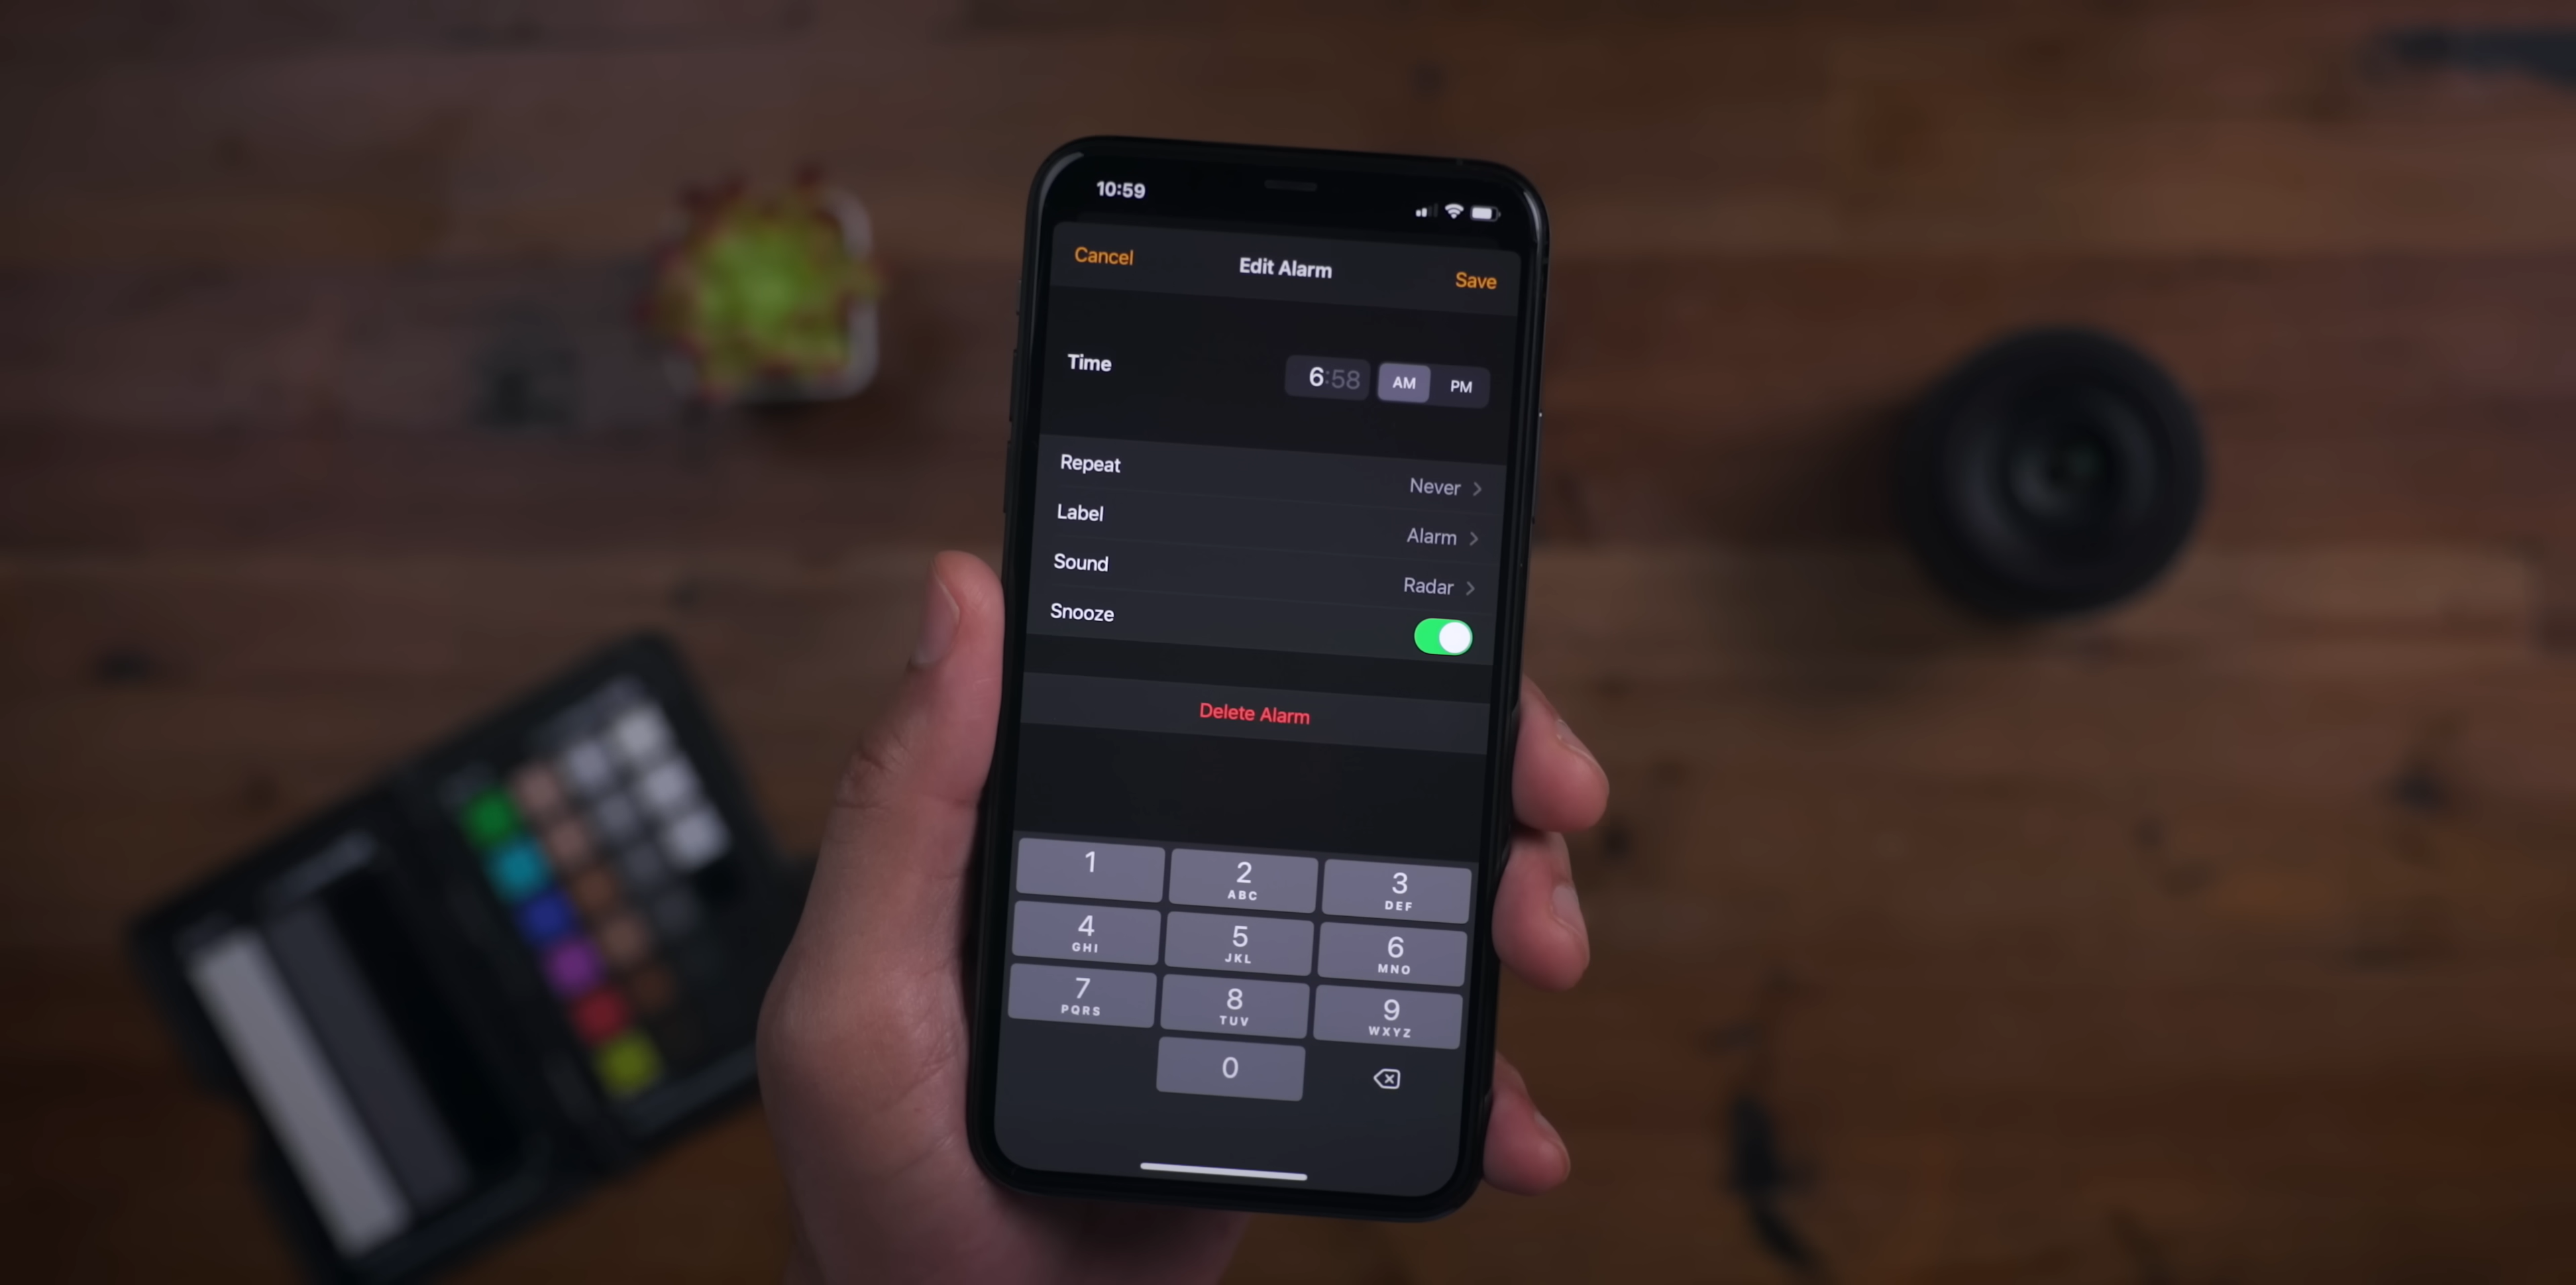 10:59
Cancel Edit Alarm Save
Time 6:58 AM PM
Repeat Never
Label Alarm
Sound Radar
Snooze
Delete Alarm
1 2 3
ABC DEF
4 5 6
GHI JKL MNO
7 8 9
PQRS TUV WXYZ
0